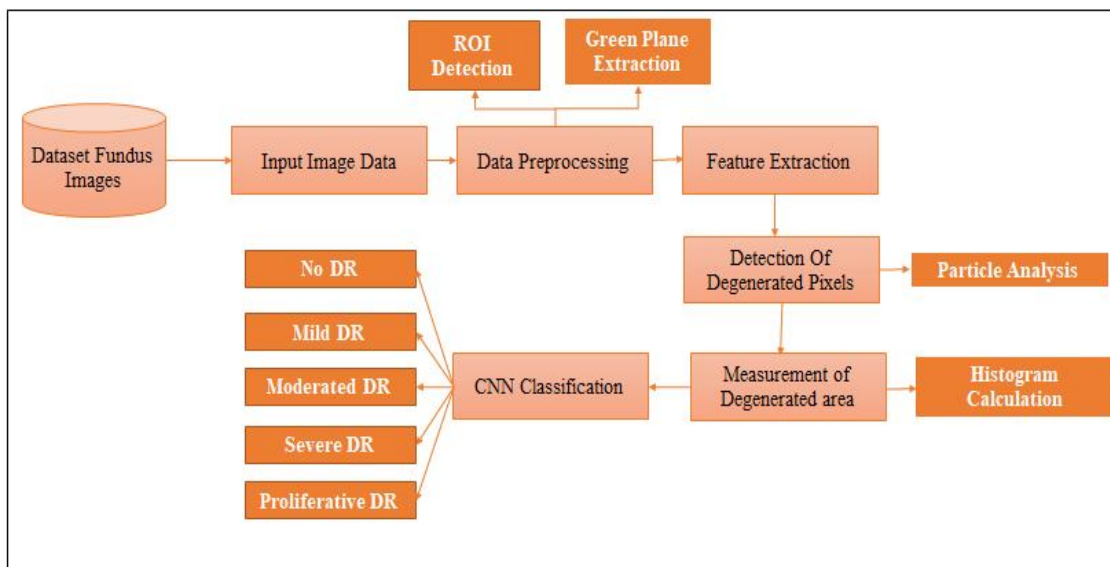 ROI
Detection
Green Plane
Extraction
Dataset Fundus
Images
Input Image Data
Data Preprocessing
Feature Extraction
Detection Of
Degenerated Pixels
Particle Analysis
Measurement of
Degenerated area
Histogram
Calculation
CNN Classification
No DR
Mild DR
Moderated DR
Severe DR
Proliferative DR